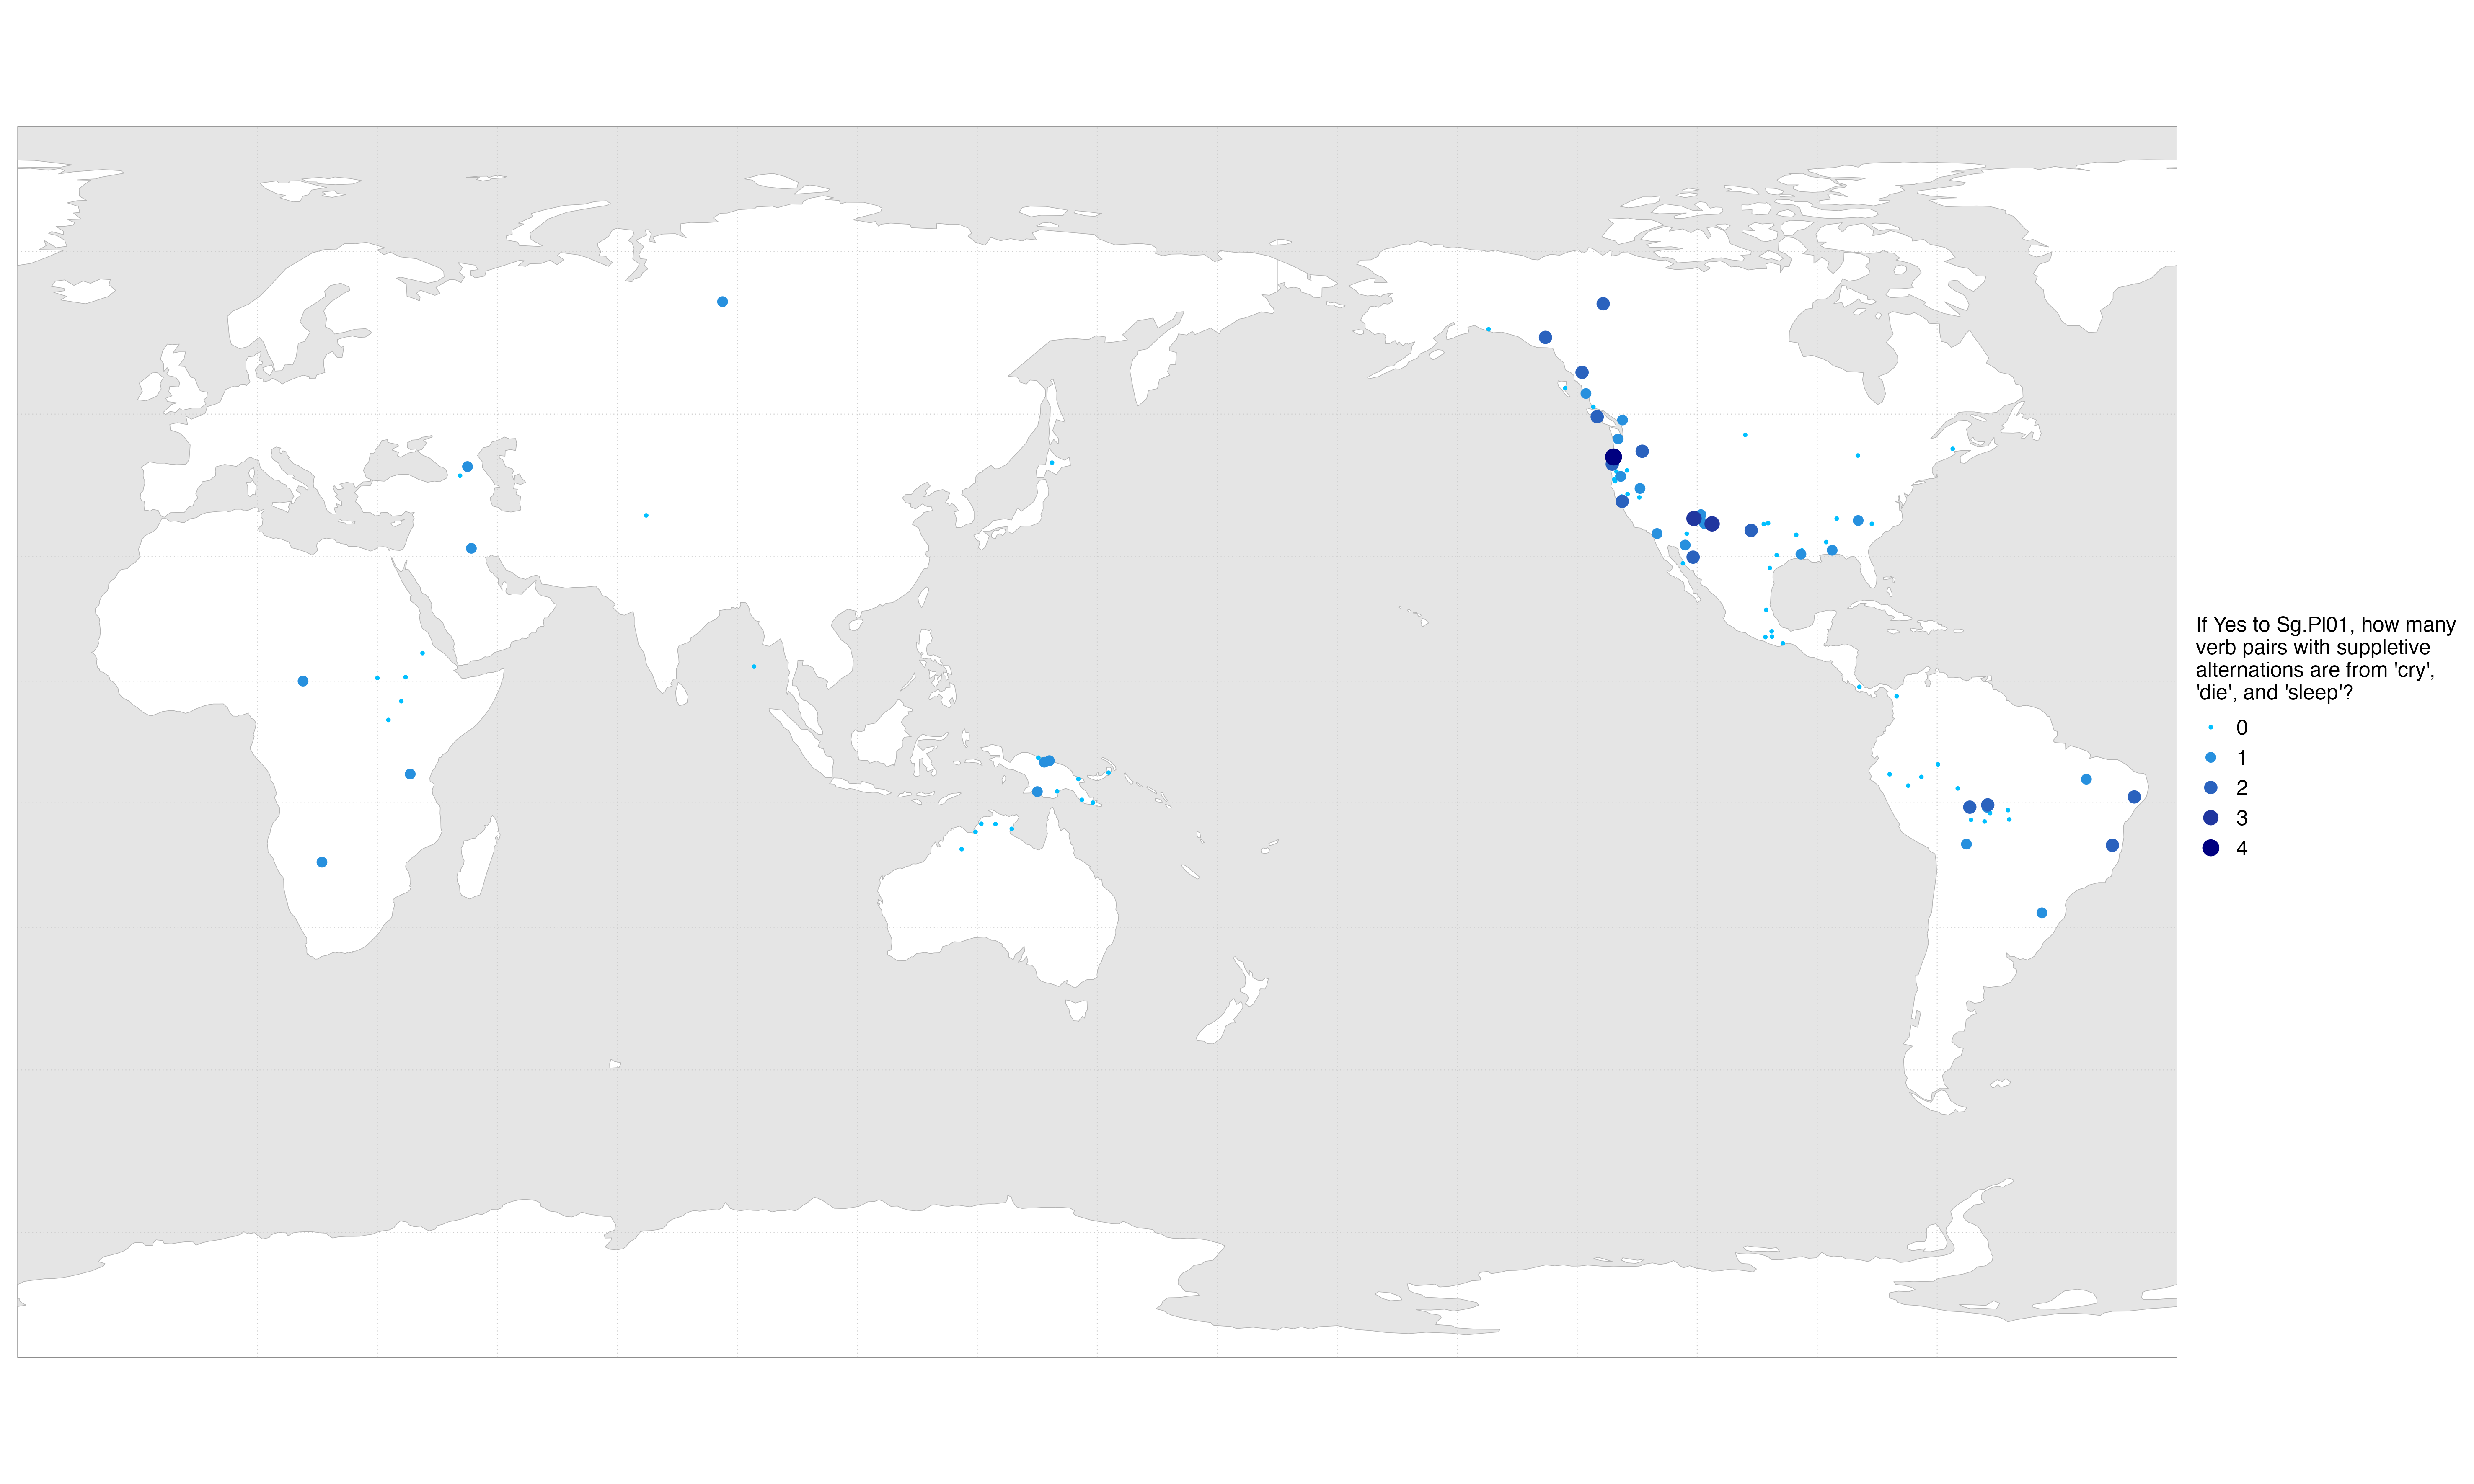 If Yes to Sg.Pl01, how many
verb pairs with suppletive
alternations are from 'cry',
'die', and 'sleep'?
0
1
2
3
4